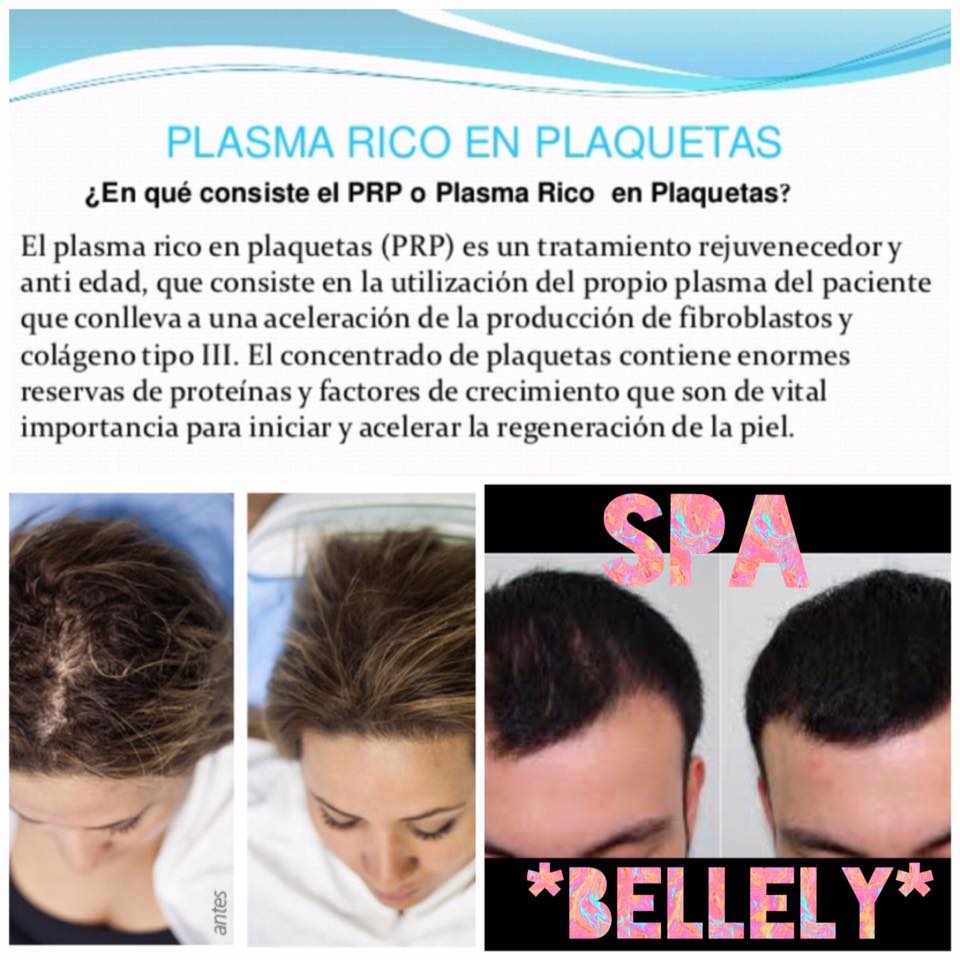 PLASMA RICO EN PLAQUETAS
¿En qué consiste el PRP o Plasma Rico en Plaquetas?
El plasma rico en plaquetas (PRP) es un tratamiento rejuvenecedor y
anti edad, que consiste en la utilización del propio plasma del paciente
que conlleva a una aceleración de la producción de fibroblastos y
colágeno tipo III. El concentrado de plaquetas contiene enormes
reservas de proteínas y factores de crecimiento que son de vital
importancia para iniciar y acelerar la regeneración de la piel.
antes
SPA
*BELLELY*